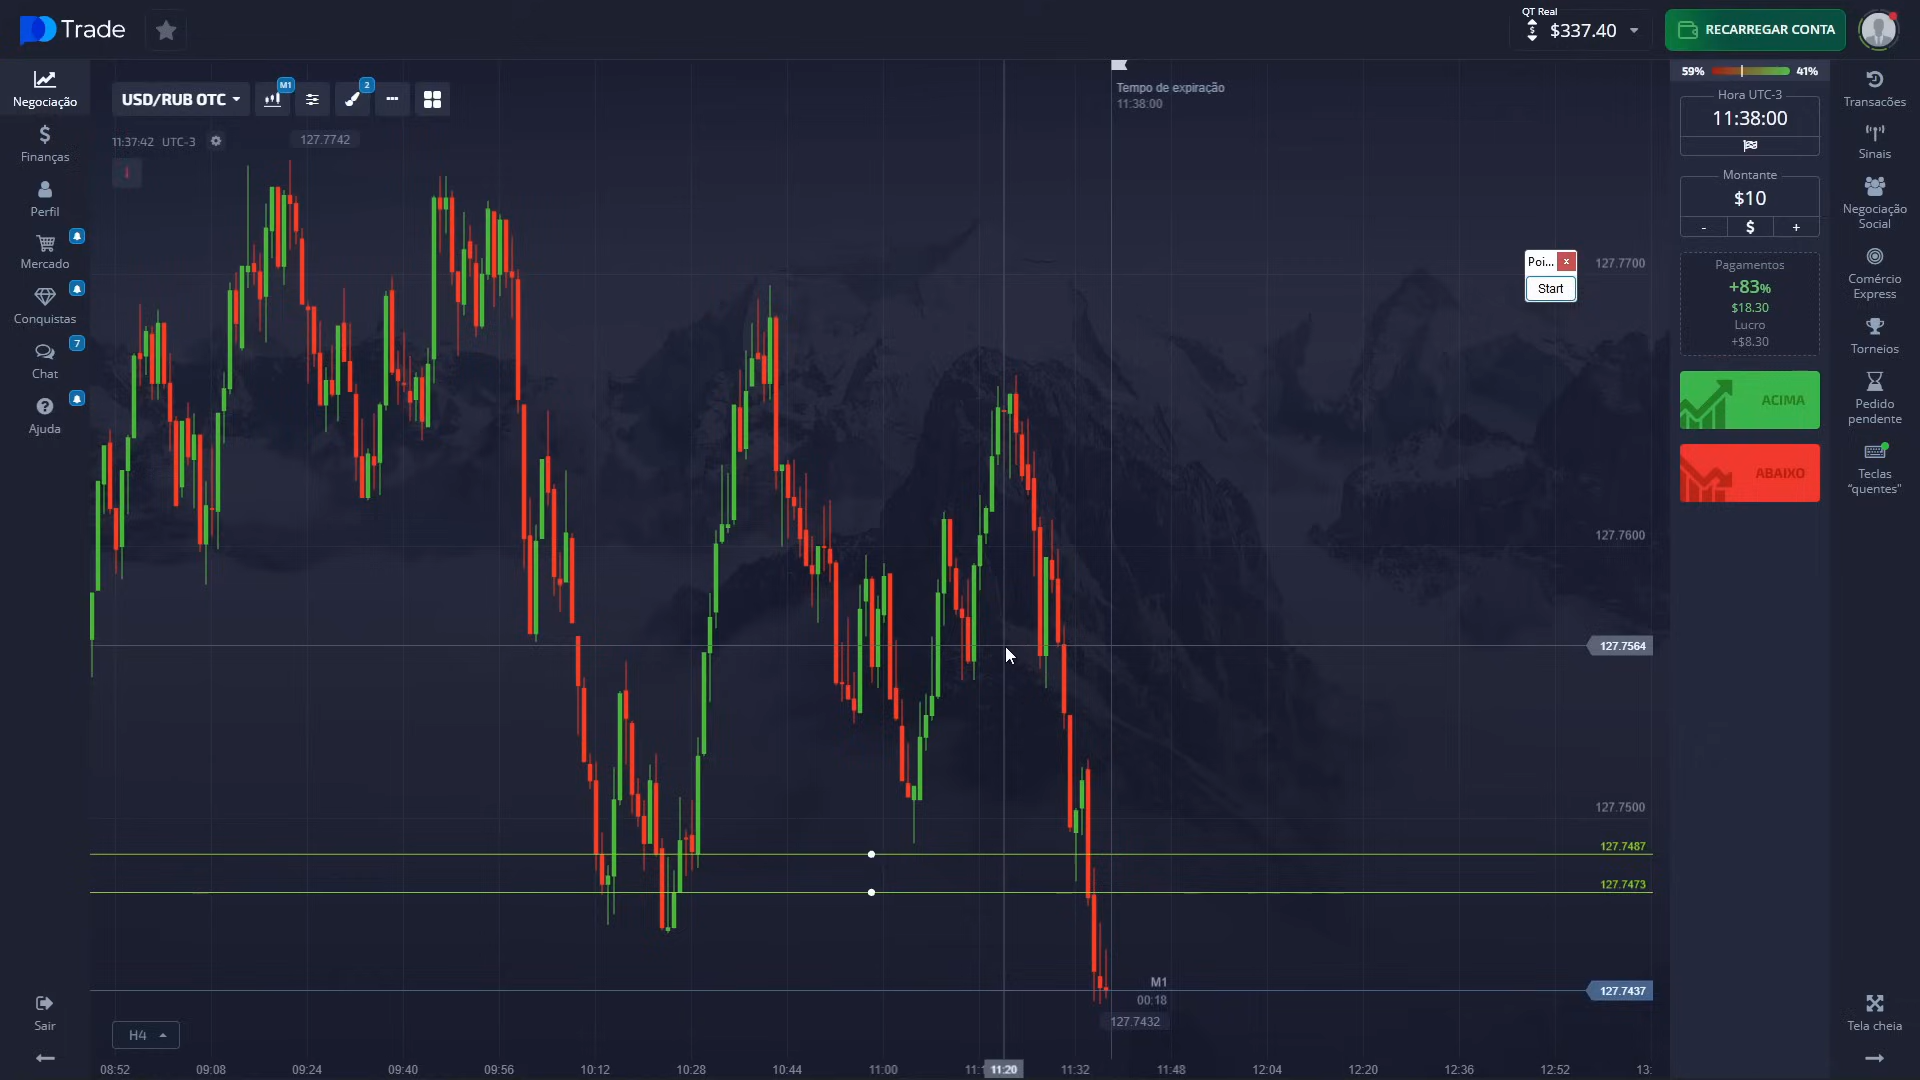 Trade
QT Real
$337.40
RECARREGAR CONTA
Negociação
Finanças
Perfil
Mercado
Conquistas
7
Chat
Ajuda
Sair
USD/RUB OTC
M1
2
11:37:42 UTC-3
127.7742
Tempo de expiração
11:38:00
Poi...
x
Start
127.7700
127.7600
127.7564
127.7500
127.7487
127.7473
127.7437
M1
00:18
127.7432
H4
08:52
09:08
09:24
09:40
09:56
10:12
10:28
10:44
11:00
11:20
11:32
11:48
12:04
12:20
12:36
12:52
13:
59%
41%
Hora UTC-3
11:38:00
Montante
$10
- $ +
Pagamentos
+83%
$18.30
Lucro
+$8.30
ACIMA
ABAIXO
Transacões
Sinais
Negociação
Social
Comércio
Express
Torneios
Pedido
pendente
Teclas
“quentes”
Tela cheia